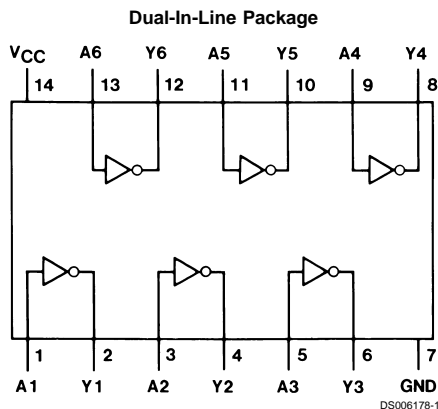 Dual-In-Line Package
VCC A6 Y6 A5 Y5 A4 Y4
14 13 12 11 10 9 8
1 2 3 4 5 6 7
A1 Y1 A2 Y2 A3 Y3 GND
DS006178-1